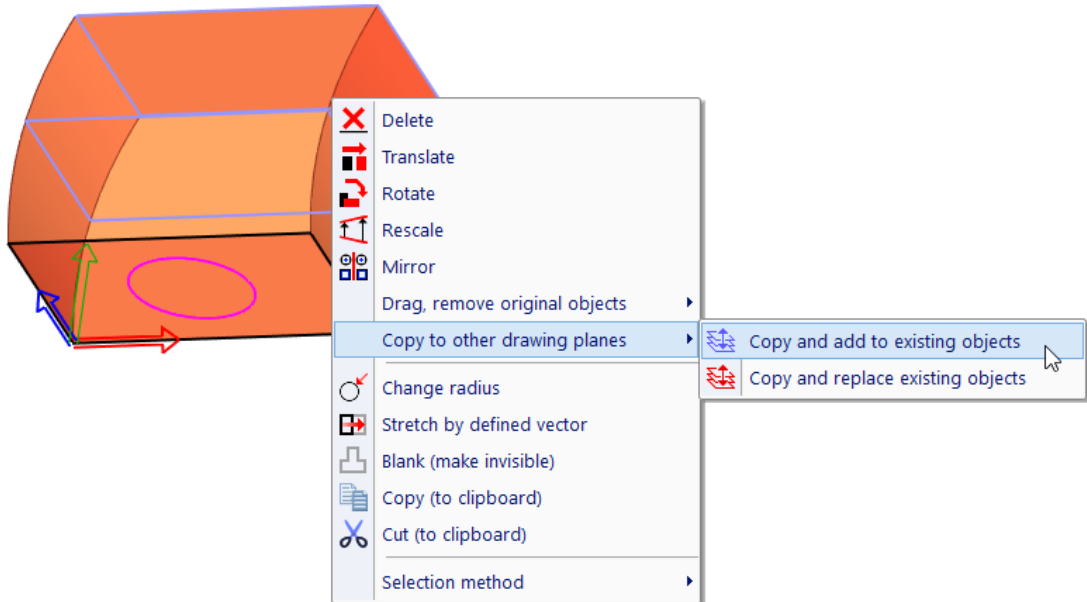 Delete
Translate
Rotate
Rescale
Mirror
Drag, remove original objects
Copy to other drawing planes
Copy and add to existing objects
Copy and replace existing objects
Change radius
Stretch by defined vector
Blank (make invisible)
Copy (to clipboard)
Cut (to clipboard)
Selection method